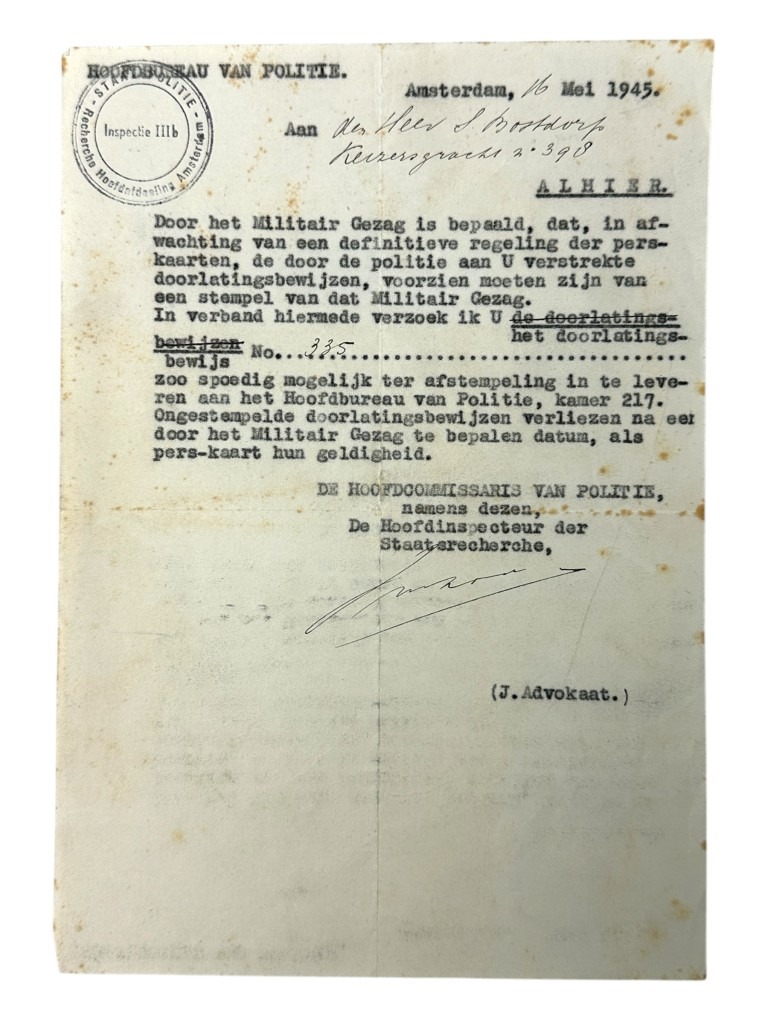 HOOFDBUREAU VAN POLITIE.
STAATSPOLITIE
Inspectie IIIb
Recherche Hoofdafdeeling Amsterdam
Amsterdam, 16 Mei 1945.
Aan den Heer S. Bostdorp
Keizersgracht no 398
ALHIER.
Door het Militair Gezag is bepaald, dat, in af-
wachting van een definitieve regeling der pers-
kaarten, de door de politie aan U verstrekte
doorlatingsbewijzen, voorzien moeten zijn van
een stempel van dat Militair Gezag.
In verband hiermede verzoek ik U de doorlatings=
het doorlatings-
bewijzen
bewijs No...335...
zoo spoedig mogelijk ter afstempeling in te leve-
ren aan het Hoofdbureau van Politie, kamer 217.
Ongestempelde doorlatingsbewijzen verliezen na een
door het Militair Gezag te bepalen datum, als
pers-kaart hun geldigheid.
DE HOOFDCOMMISSARIS VAN POLITIE,
namens dezen,
De Hoofdinspecteur der
Staatsrecherche,
(J.Advokaat.)